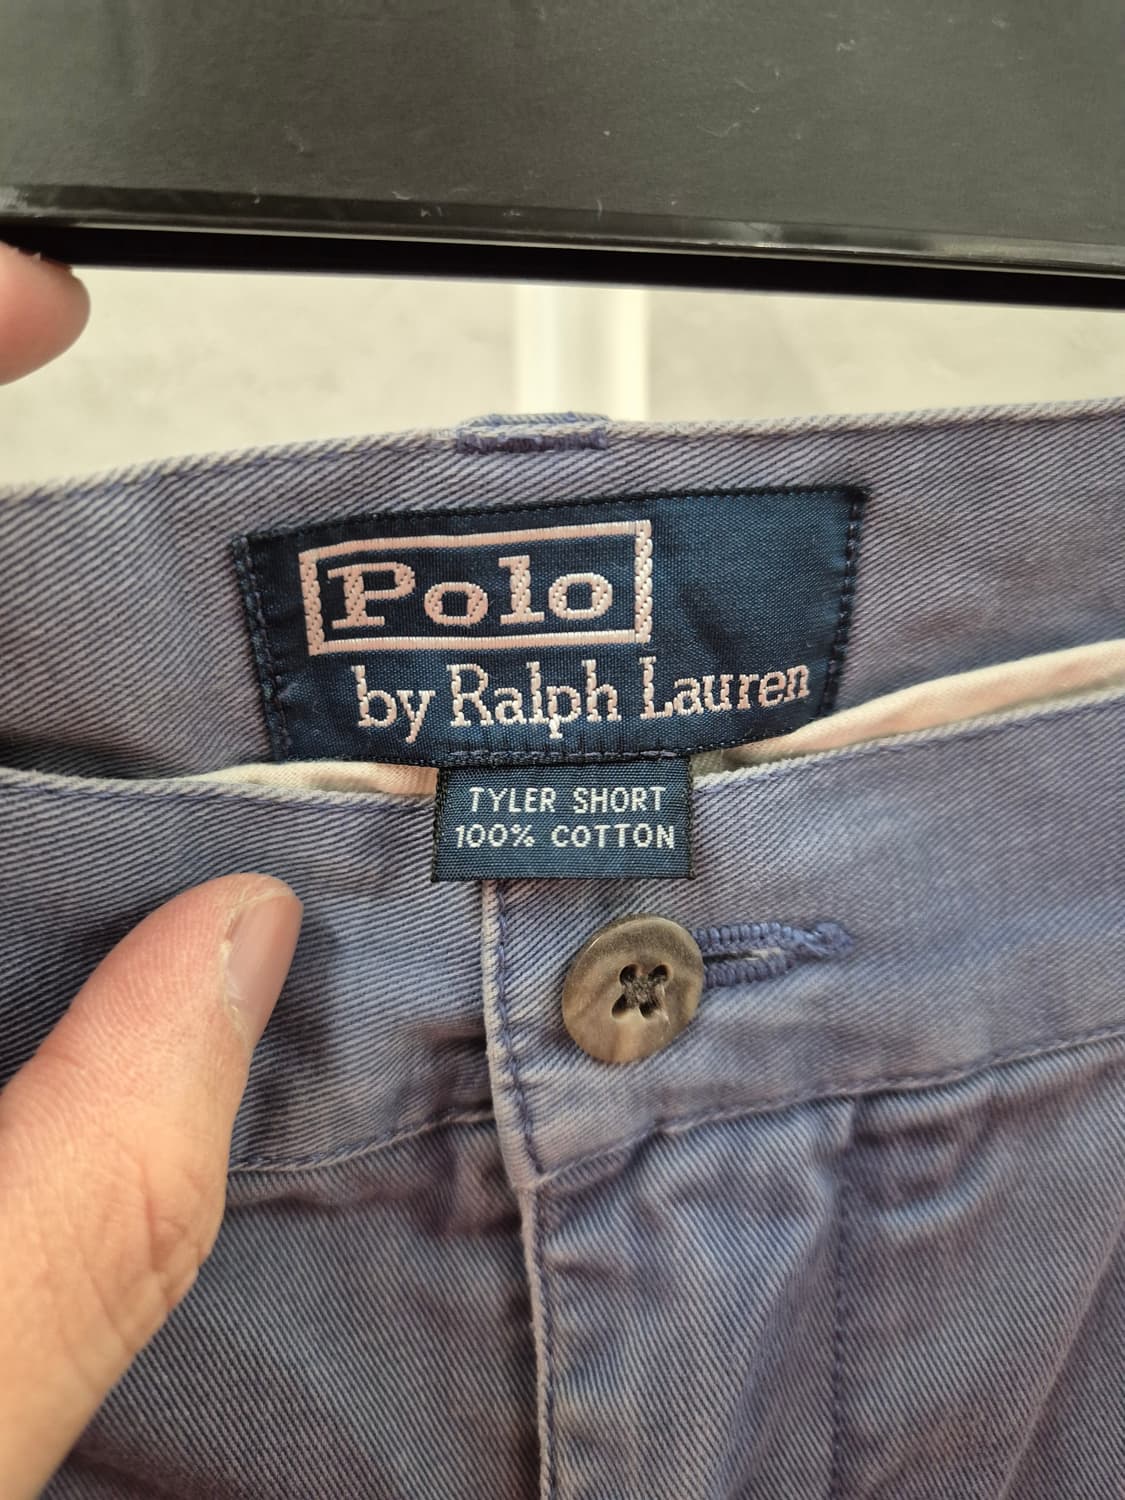 Polo
by Ralph Lauren
TYLER SHORT
100% COTTON